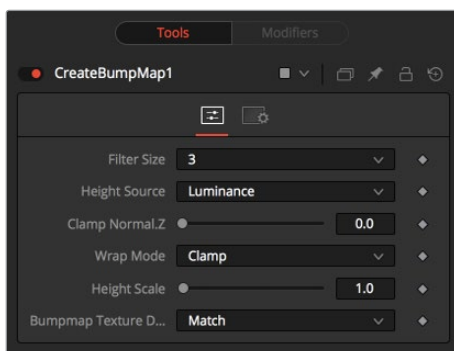 Tools Modifiers
CreateBumpMap1
Filter Size 3
Height Source Luminance
Clamp Normal.Z 0.0
Wrap Mode Clamp
Height Scale 1.0
Bumpmap Texture D... Match